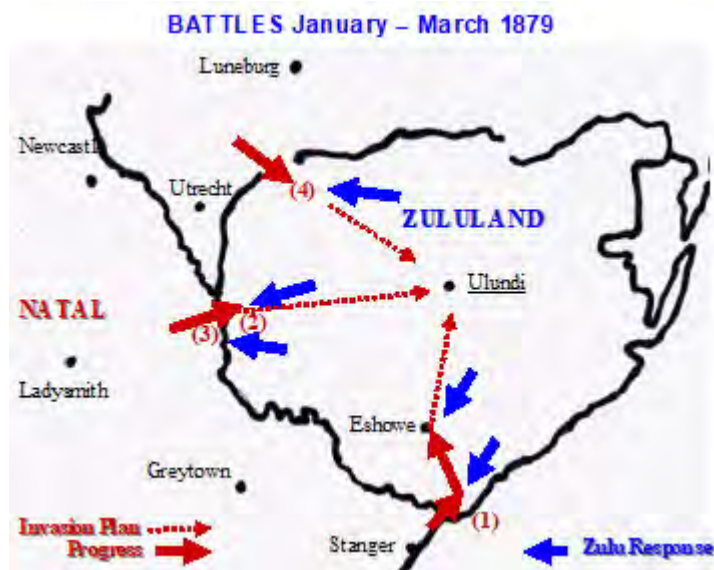 BATTLES January – March 1879
Luneburg
Newcastl
Utrecht
(4)
ZULULAND
Ulundi
NATAL
(3)
(2)
Ladysmith
Eshowe
Greytown
(1)
Invasion Plan
Progress
Stanger
Zulu Response